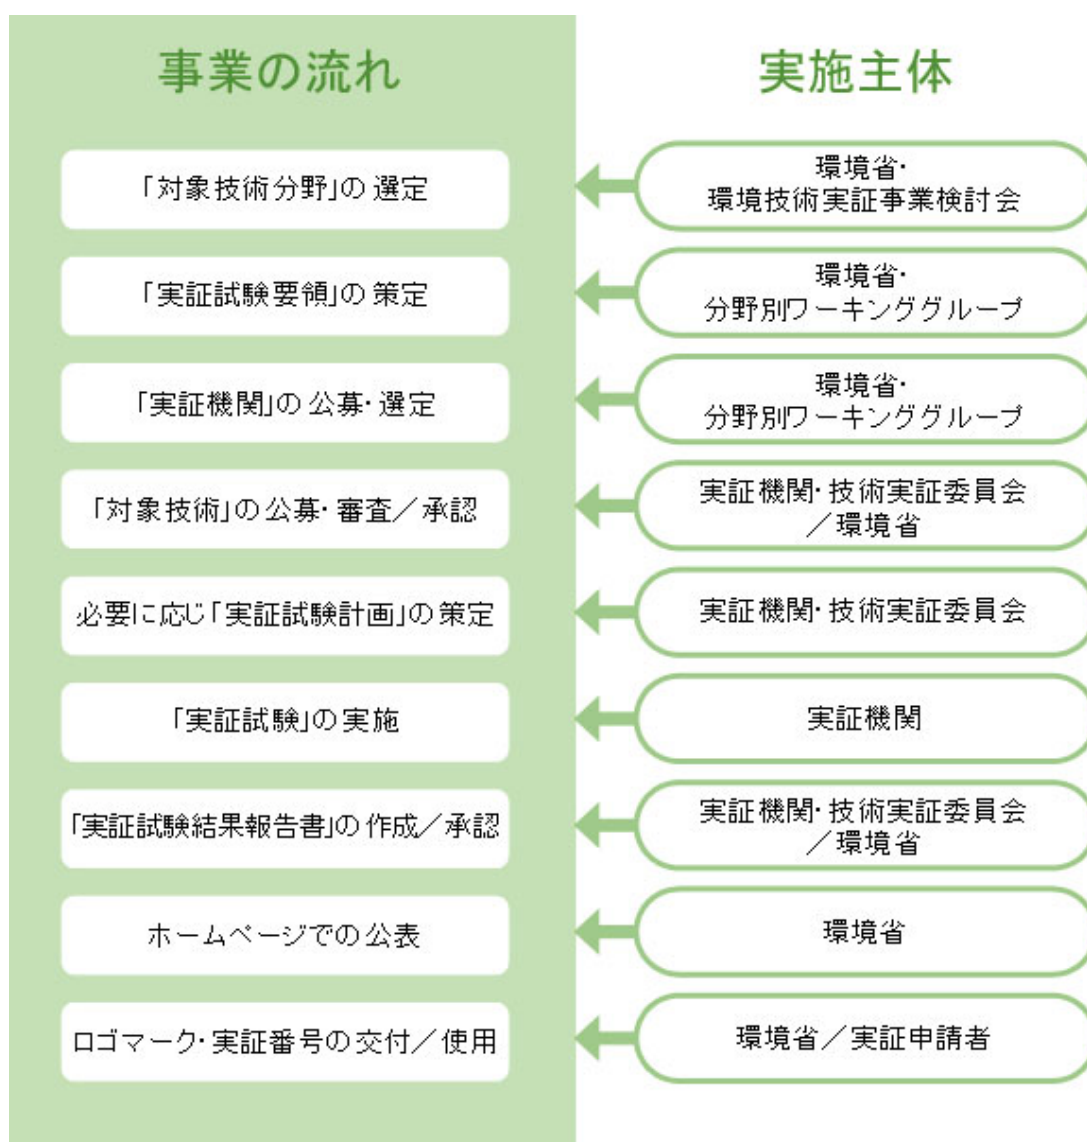 事業の流れ
実施主体
「対象技術分野」の選定
環境省・
環境技術実証事業検討会
「実証試験要領」の策定
環境省・
分野別ワーキンググループ
「実証機関」の公募・選定
環境省・
分野別ワーキンググループ
「対象技術」の公募・審査／承認
実証機関・技術実証委員会
／環境省
必要に応じ「実証試験計画」の策定
実証機関・技術実証委員会
「実証試験」の実施
実証機関
「実証試験結果報告書」の作成／承認
実証機関・技術実証委員会
／環境省
ホームページでの公表
環境省
ロゴマーク・実証番号の交付／使用
環境省／実証申請者